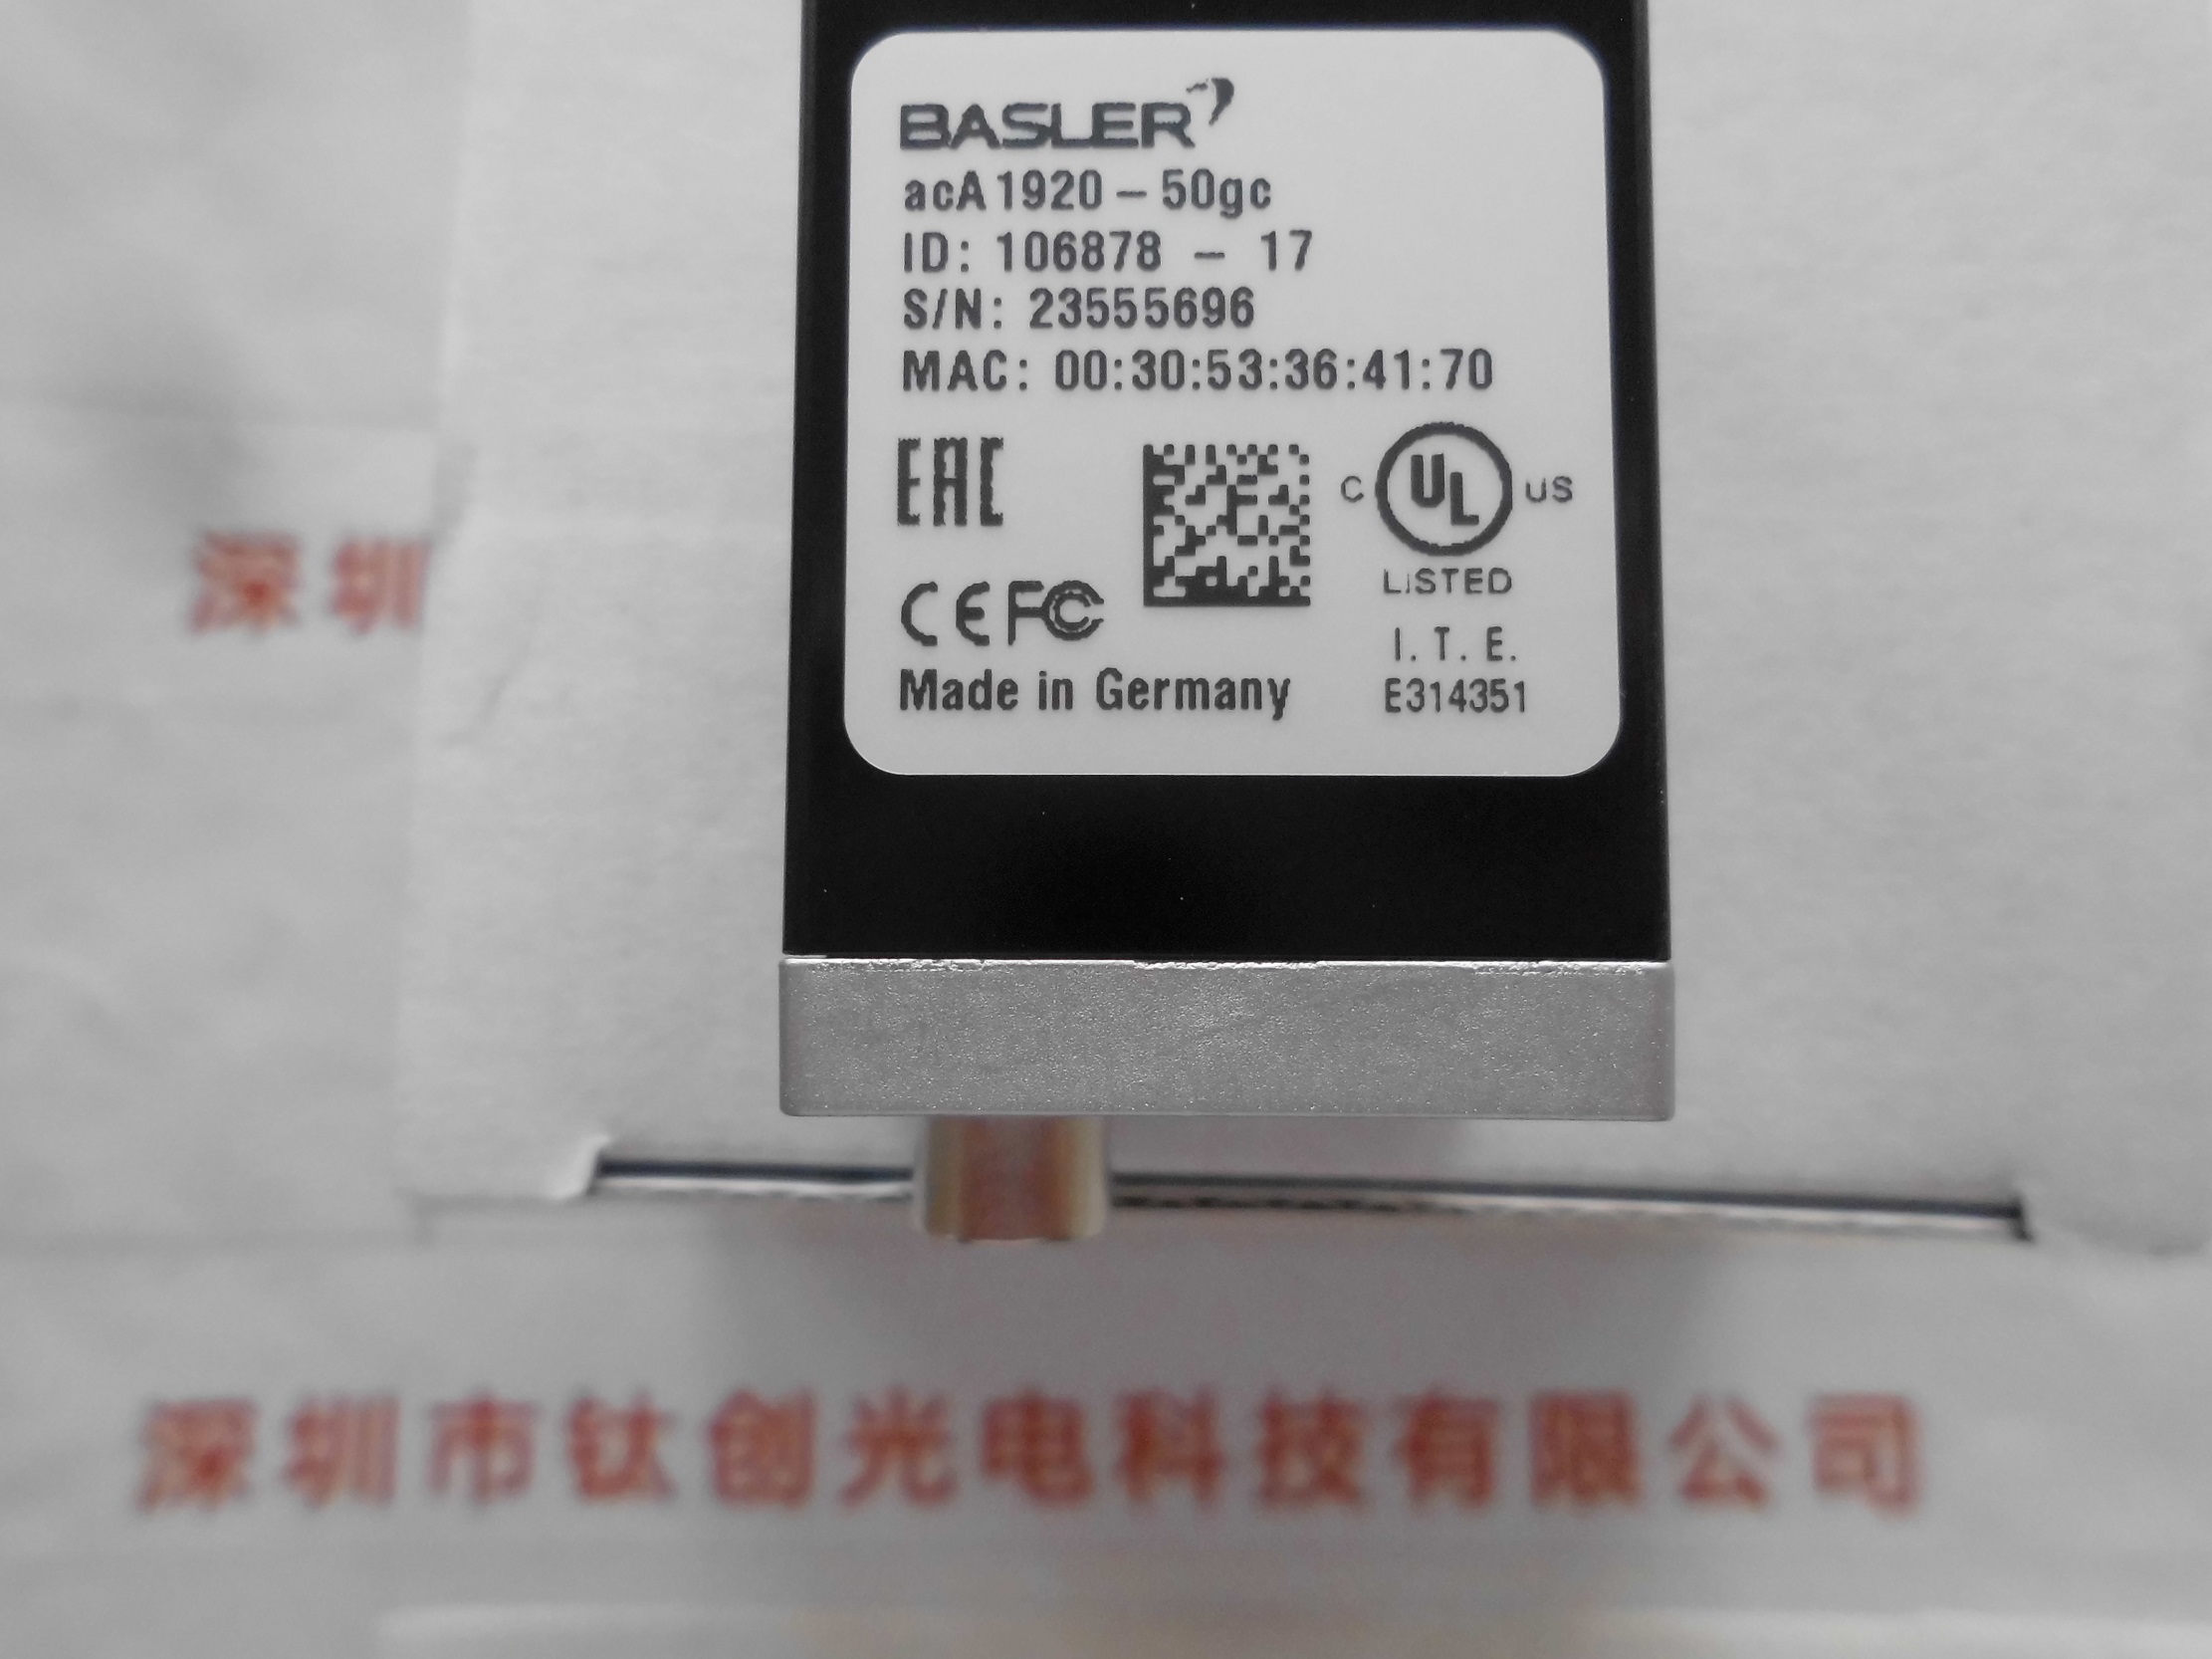 BASLER
acA1920-50gc
ID: 106878 - 17
S/N: 23555696
MAC: 00:30:53:36:41:70
EAC
C UL US
LISTED
CE FC
I. T. E.
Made in Germany
E314351
深圳
深圳市钛创光电科技有限公司